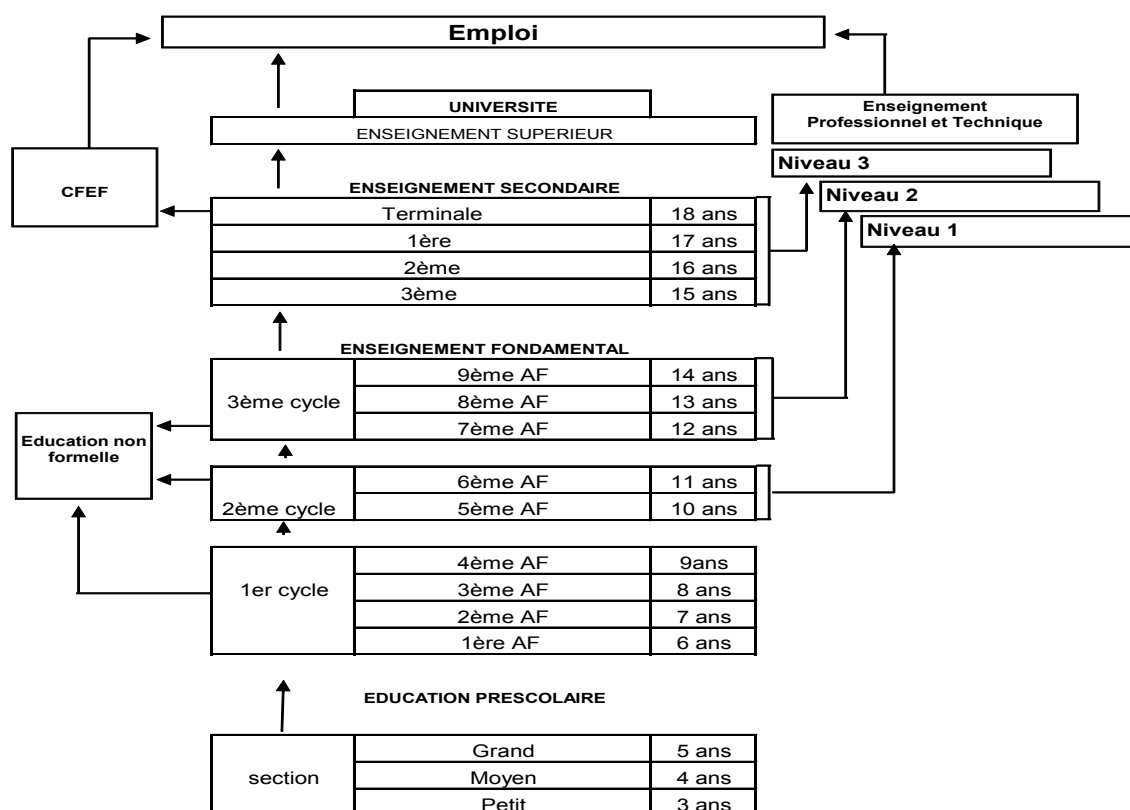 Emploi
UNIVERSITE
ENSEIGNEMENT SUPERIEUR
Enseignement
Professionnel et Technique
Niveau 3
Niveau 2
Niveau 1
CFEF
ENSEIGNEMENT SECONDAIRE
Terminale 18 ans
1ère 17 ans
2ème 16 ans
3ème 15 ans
ENSEIGNEMENT FONDAMENTAL
3ème cycle
9ème AF 14 ans
8ème AF 13 ans
7ème AF 12 ans
Education non
formelle
2ème cycle
6ème AF 11 ans
5ème AF 10 ans
1er cycle
4ème AF 9ans
3ème AF 8 ans
2ème AF 7 ans
1ère AF 6 ans
EDUCATION PRESCOLAIRE
section
Grand 5 ans
Moyen 4 ans
Petit 3 ans